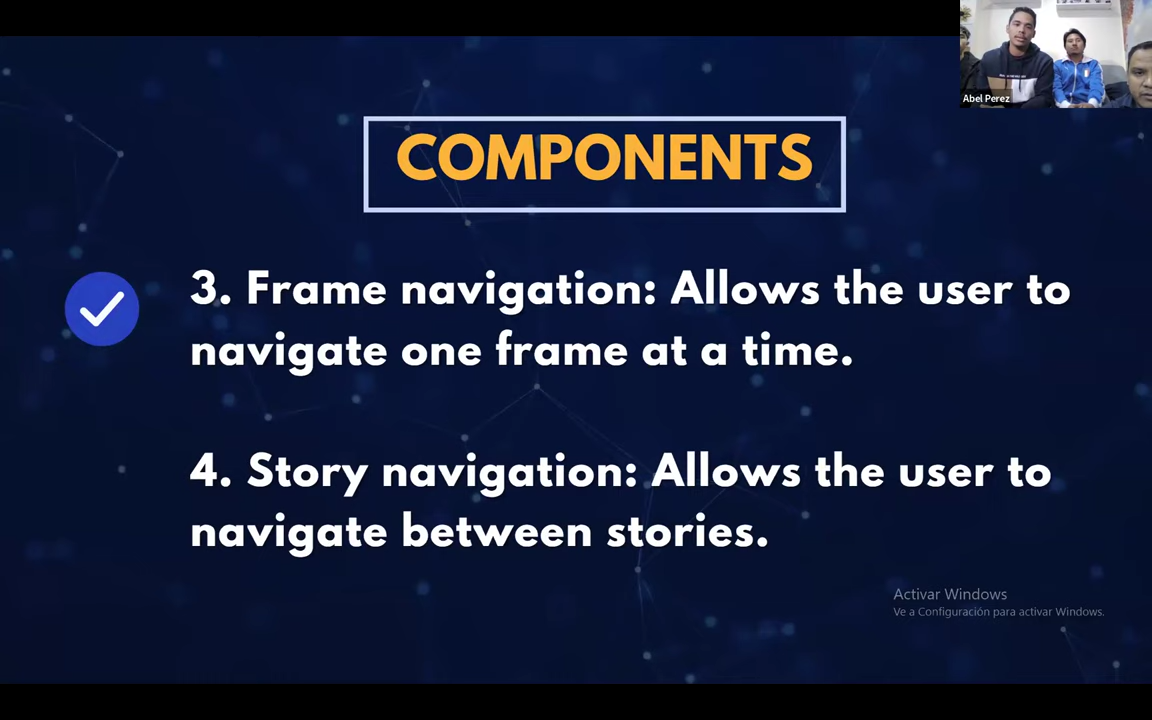 Abel Perez
COMPONENTS
3. Frame navigation: Allows the user to
navigate one frame at a time.
4. Story navigation: Allows the user to
navigate between stories.
Activar Windows
Ve a Configuración para activar Windows.